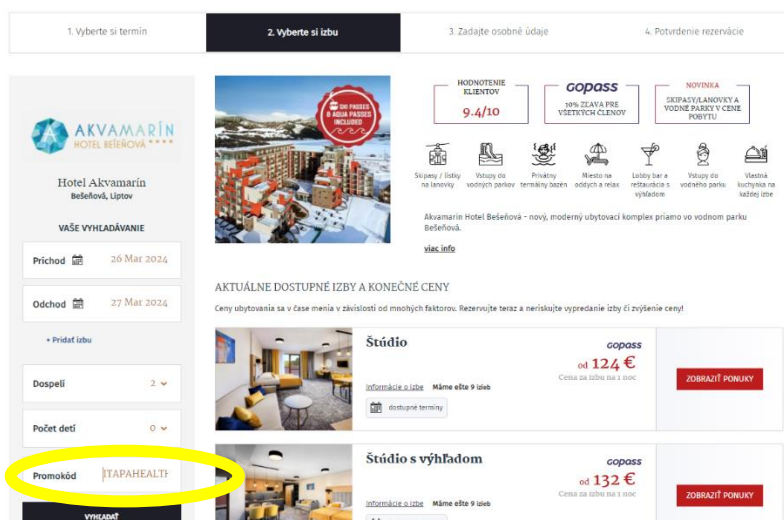 1. Vyberte si termín
2. Vyberte si izbu
3. Zadajte osobné údaje
4. Potvrdenie rezervácie
AKVAMARÍN
HOTEL BEŠEŇOVÁ ****
Hotel Akvamarín
Bešeňová, Liptov
VAŠE VYHĽADÁVANIE
Príchod 26 Mar 2024
Odchod 27 Mar 2024
+ Pridať izbu
Dospelí 2
Počet detí 0
Promokód ITAPAHEALTH
VYHĽADAŤ
SKI PASSES
& AQUA PASSES
INCLUDED
HODNOTENIE
KLIENTOV
9.4/10
GOPASS
10% ZĽAVA PRE
VŠETKÝCH ČLENOV
NOVINKA
SKIPASY/LANOVKY A
VODNÉ PARKY V CENE
POBYTU
Skipasy / lístky
na lanovky
Vstupy do
vodných parkov
Privátny
termálny bazén
Miesto na
oddych a relax
Lobby bar a
reštaurácia s
výhľadom
Vstupy do
vodného parku
Vlastná
kuchynka na
každej izbe
Akvamarin Hotel Bešeňová - nový, moderný ubytovací komplex priamo vo vodnom parku
Bešeňová.
viac info
AKTUÁLNE DOSTUPNÉ IZBY A KONEČNÉ CENY
Ceny ubytovania sa v čase menia v závislosti od mnohých faktorov. Rezervujte teraz a neriskujte vypredanie izby či zvýšenie ceny!
Štúdio
Informácie o izbe Máme ešte 9 izieb
dostupné termíny
GOPASS
od 124 €
Cena za izbu na 1 noc
ZOBRAZIŤ PONUKY
Štúdio s výhľadom
Informácie o izbe Máme ešte 9 izieb
GOPASS
od 132 €
Cena za izbu na 1 noc
ZOBRAZIŤ PONUKY